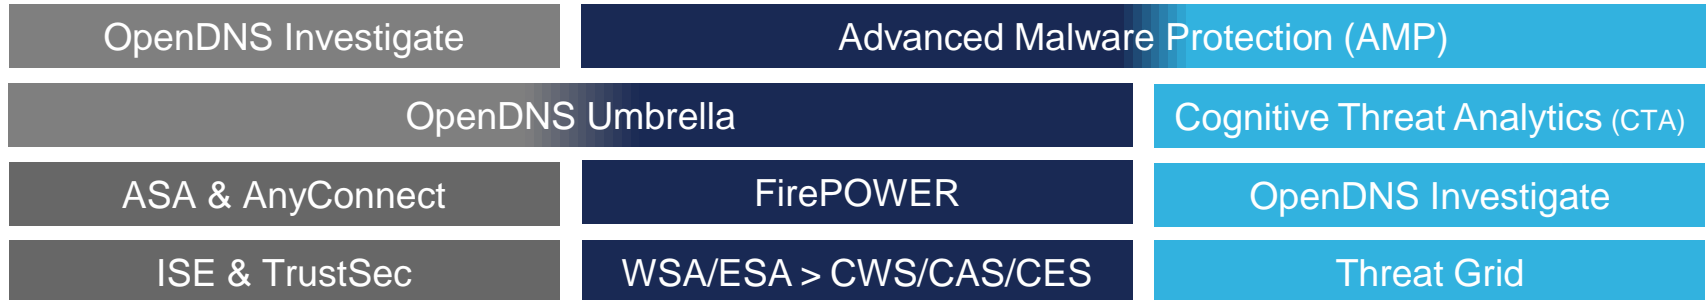 OpenDNS Investigate
Advanced Malware Protection (AMP)
OpenDNS Umbrella
Cognitive Threat Analytics (CTA)
ASA & AnyConnect
FirePOWER
OpenDNS Investigate
ISE & TrustSec
WSA/ESA > CWS/CAS/CES
Threat Grid